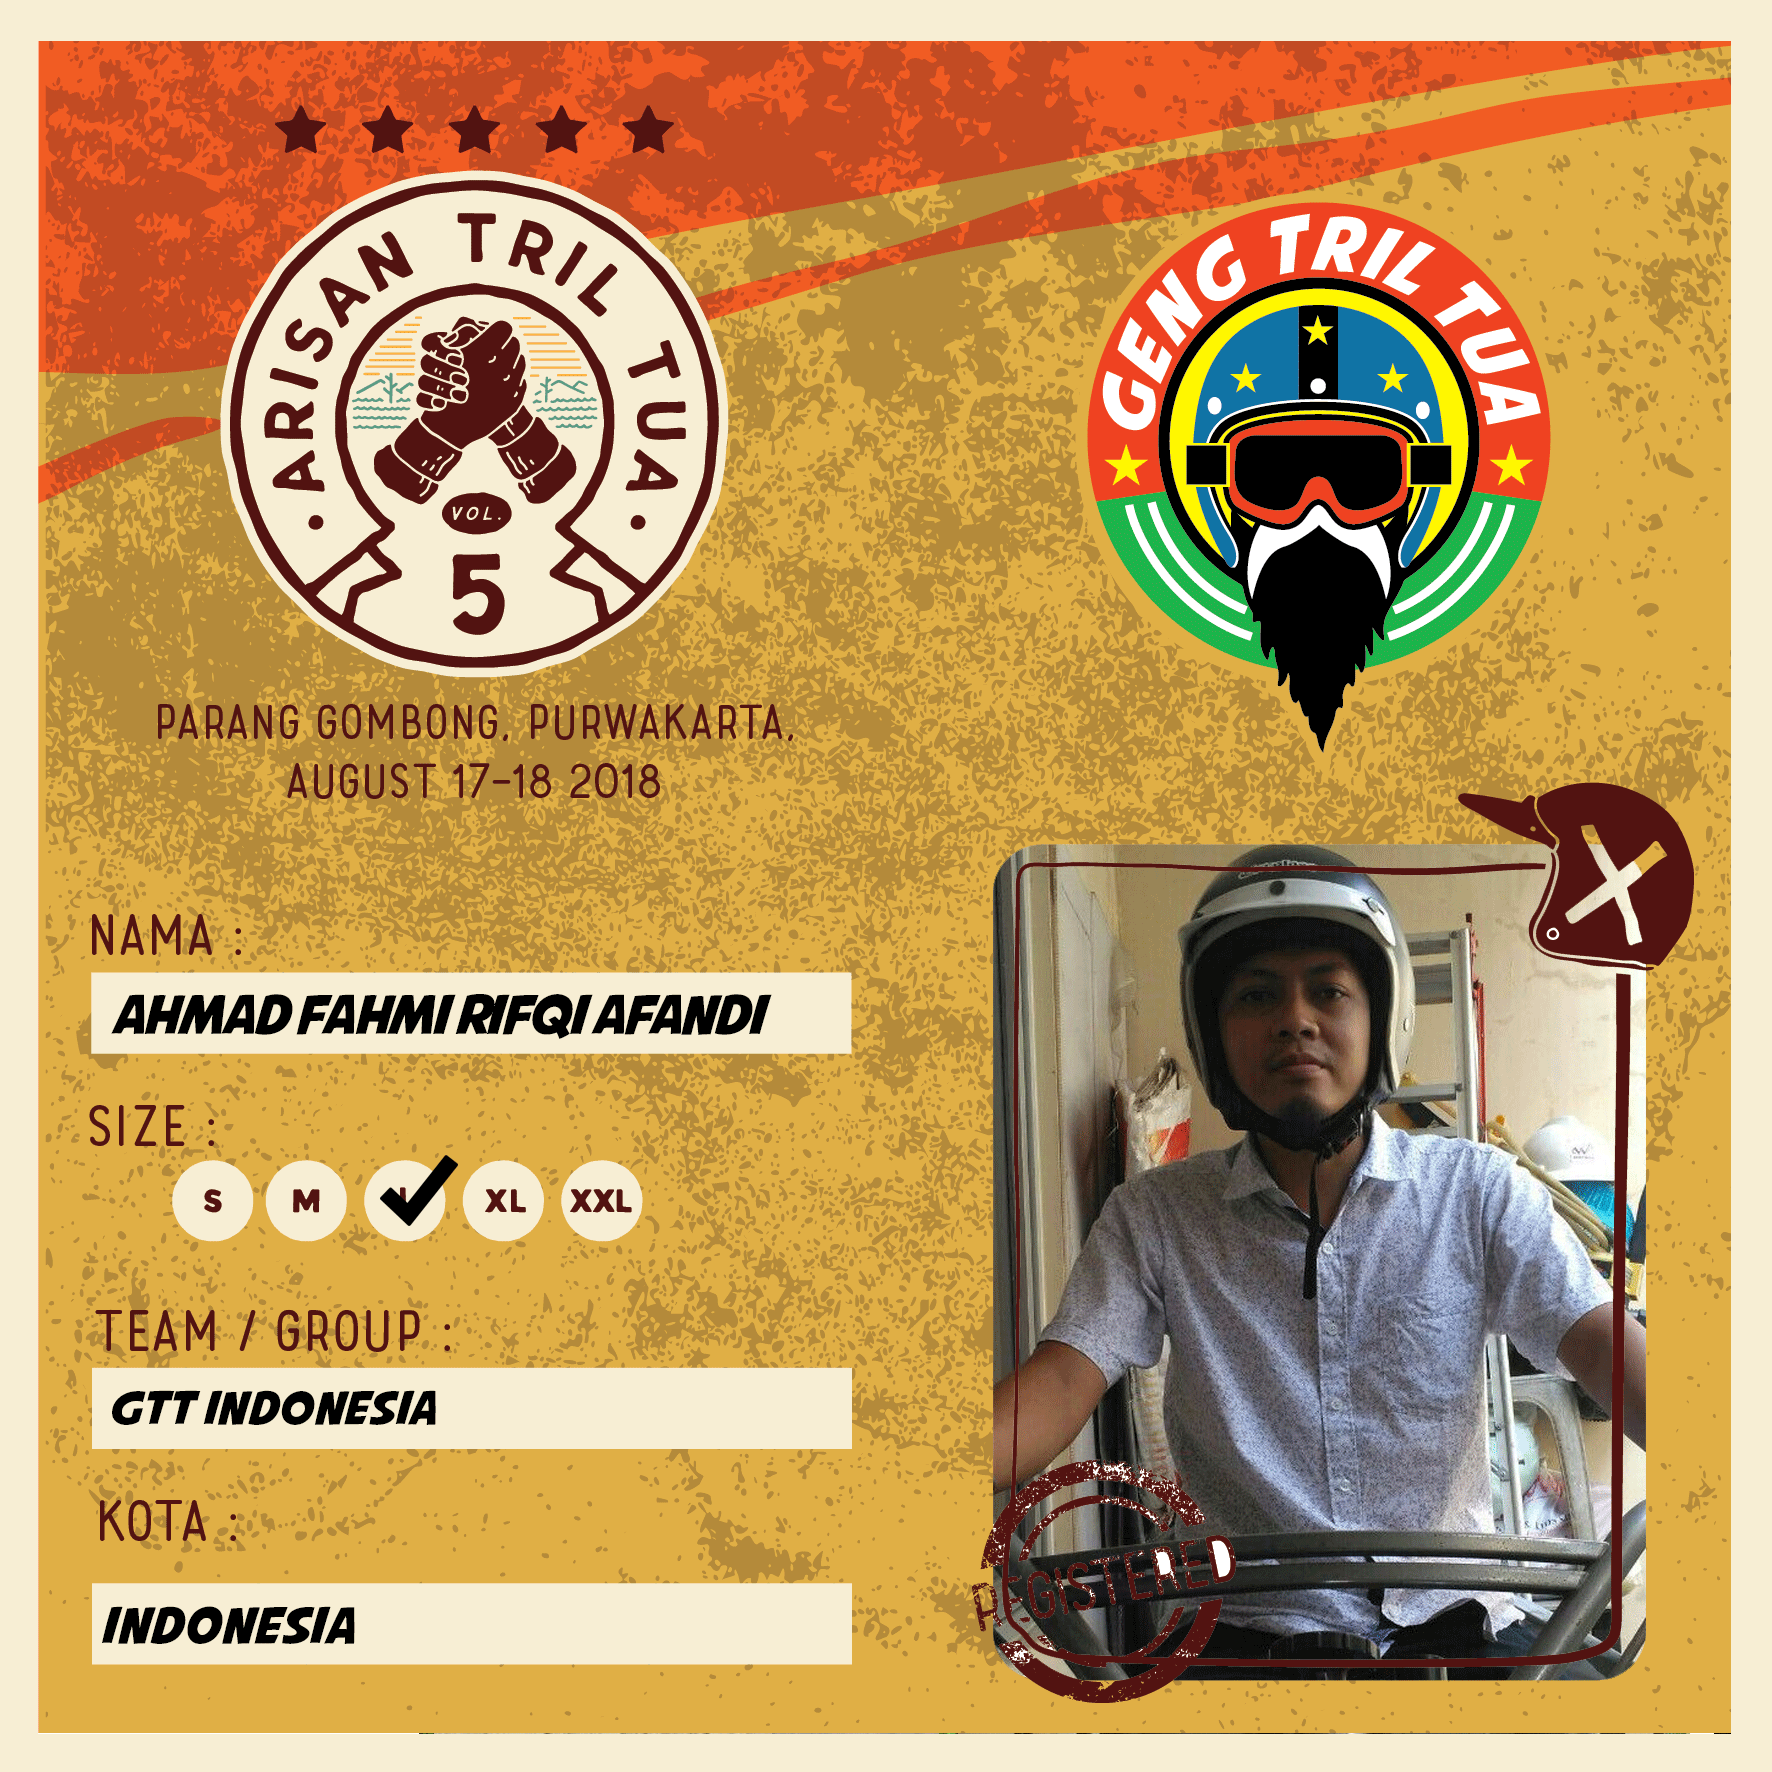 ARISAN TRIL TUA
VOL.
5
GENG TRIL TUA
PARANG GOMBONG, PURWAKARTA,
AUGUST 17-18 2018
NAMA :
AHMAD FAHMI RIFQI AFANDI
SIZE :
S M L XL XXL
TEAM / GROUP :
GTT INDONESIA
KOTA :
INDONESIA
REGISTERED